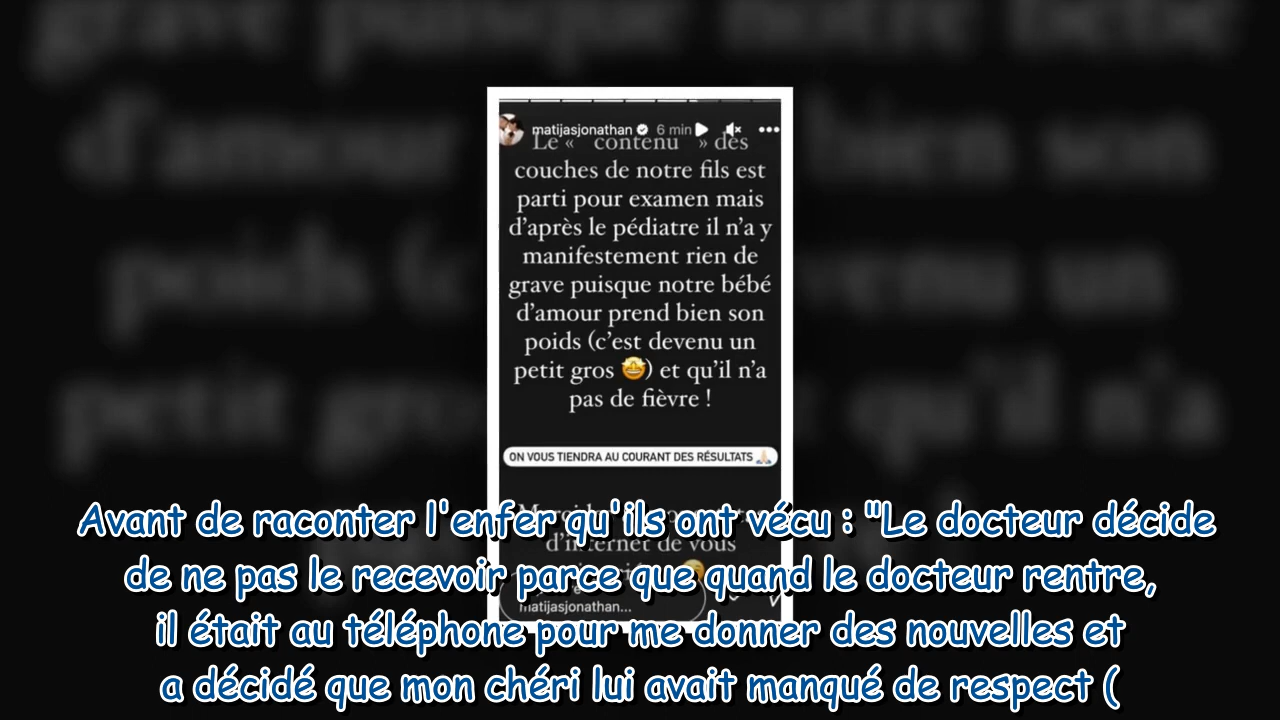 matijasjonathan 6 min
Le « contenu » des
couches de notre fils est
parti pour examen mais
d’après le pédiatre il n’a y
manifestement rien de
grave puisque notre bébé
d’amour prend bien son
poids (c’est devenu un
petit gros 🤩) et qu’il n’a
pas de fièvre !
ON VOUS TIENDRA AU COURANT DES RÉSULTATS 🙏🏻
d’internet de vous
matijasjonathan...
Avant de raconter l'enfer qu'ils ont vécu : "Le docteur décide
de ne pas le recevoir parce que quand le docteur rentre,
il était au téléphone pour me donner des nouvelles et
a décidé que mon chéri lui avait manqué de respect (